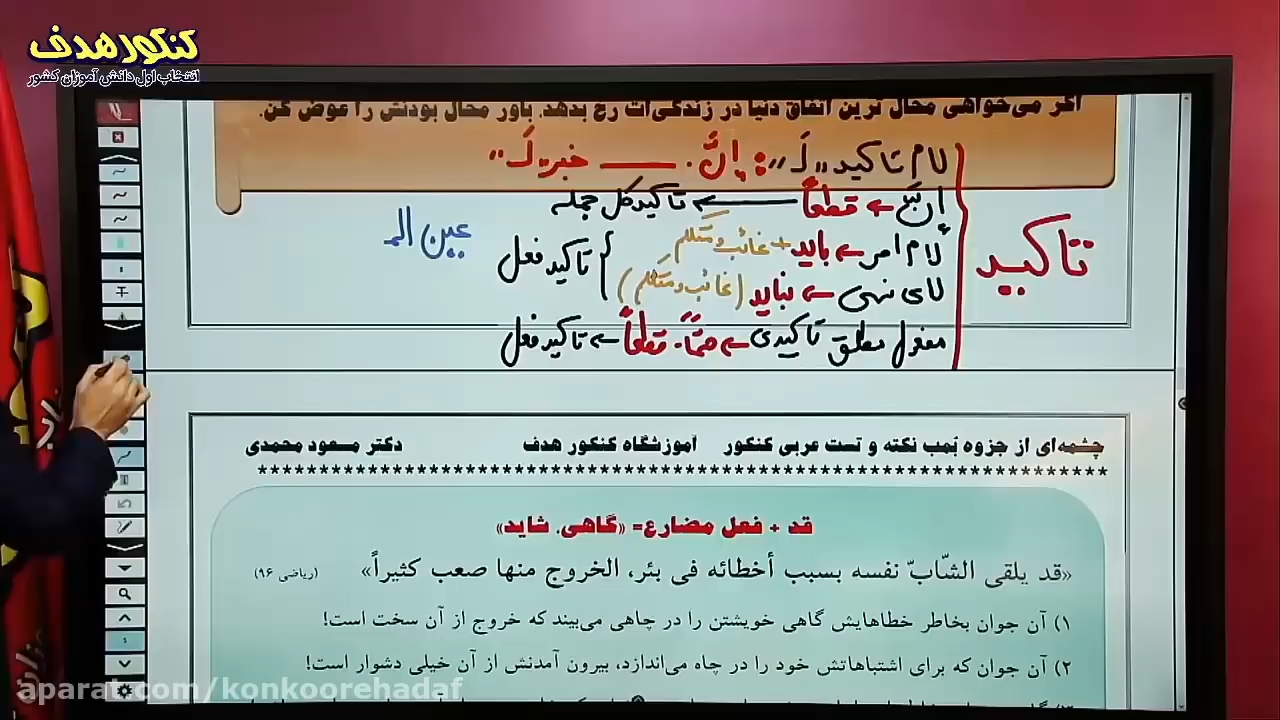 کنکور هدف
انتخاب اول دانش آموزان کشور
اگر می‌خواهی محال ترین اتفاق دنیا در زندگی‌ات رخ بدهد، باور محال بودنش را عوض کن.
تاکید
لام تاکید «لَ»: إنَّ. ــــ خبره لَـ "
إنَّ ← قطعاً ← تاکید کل جمله
لام امر ← باید + غائب و متکلم
لای نهی ← نباید (غائب و متکلم)
تاکید فعل
مفعول مطلق تاکیدی ← حتماً. قطعاً ← تاکید فعل
عین الـ
چشمه‌ای از جزوه بُمب نکته و تست عربی کنکور آموزشگاه کنکور هدف دکتر مسعود محمدی
قد + فعل مضارع= «گاهی، شاید»
«قد یلقی الشّابّ نفسه بسبب أخطائه فی بئر، الخروج منها صعب کثیراً» (ریاضی ۹۶)
۱) آن جوان بخاطر خطاهایش گاهی خویشتن را در چاهی می‌بیند که خروج از آن سخت است!
۲) آن جوان که برای اشتباهاتش خود را در چاه می‌اندازد، بیرون آمدنش از آن خیلی دشوار است!
aparat.com/konkoorehadaf